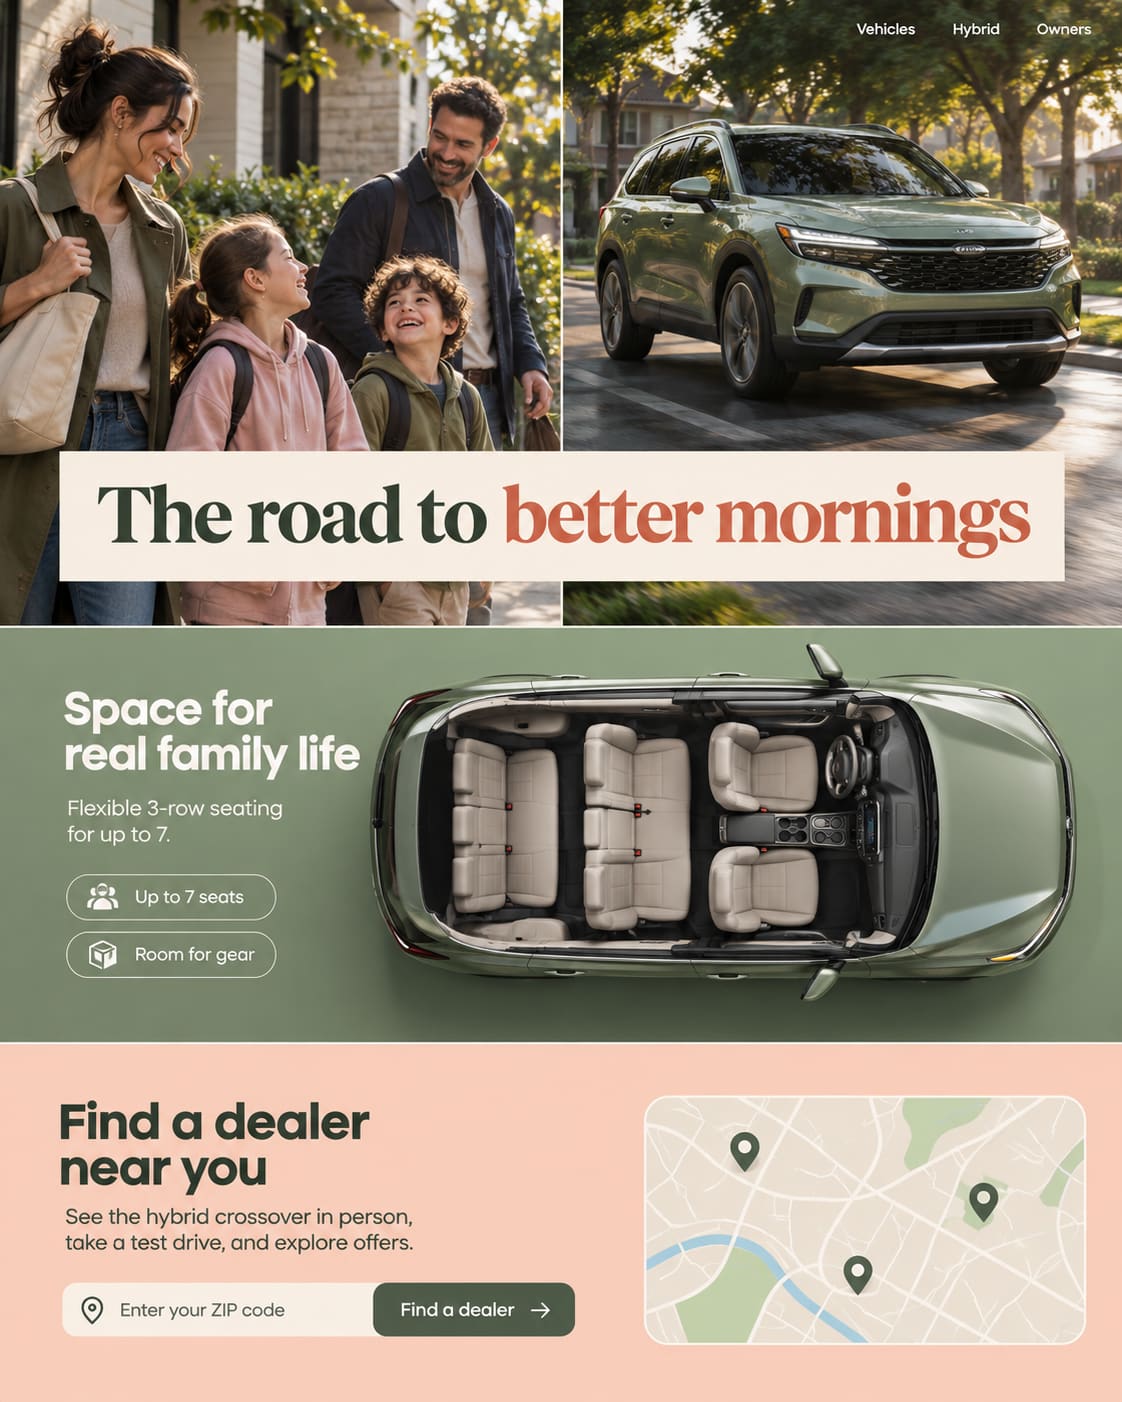 Vehicles Hybrid Owners
The road to better mornings
Space for
real family life
Flexible 3-row seating
for up to 7.
Up to 7 seats
Room for gear
Find a dealer
near you
See the hybrid crossover in person,
take a test drive, and explore offers.
Enter your ZIP code
Find a dealer →